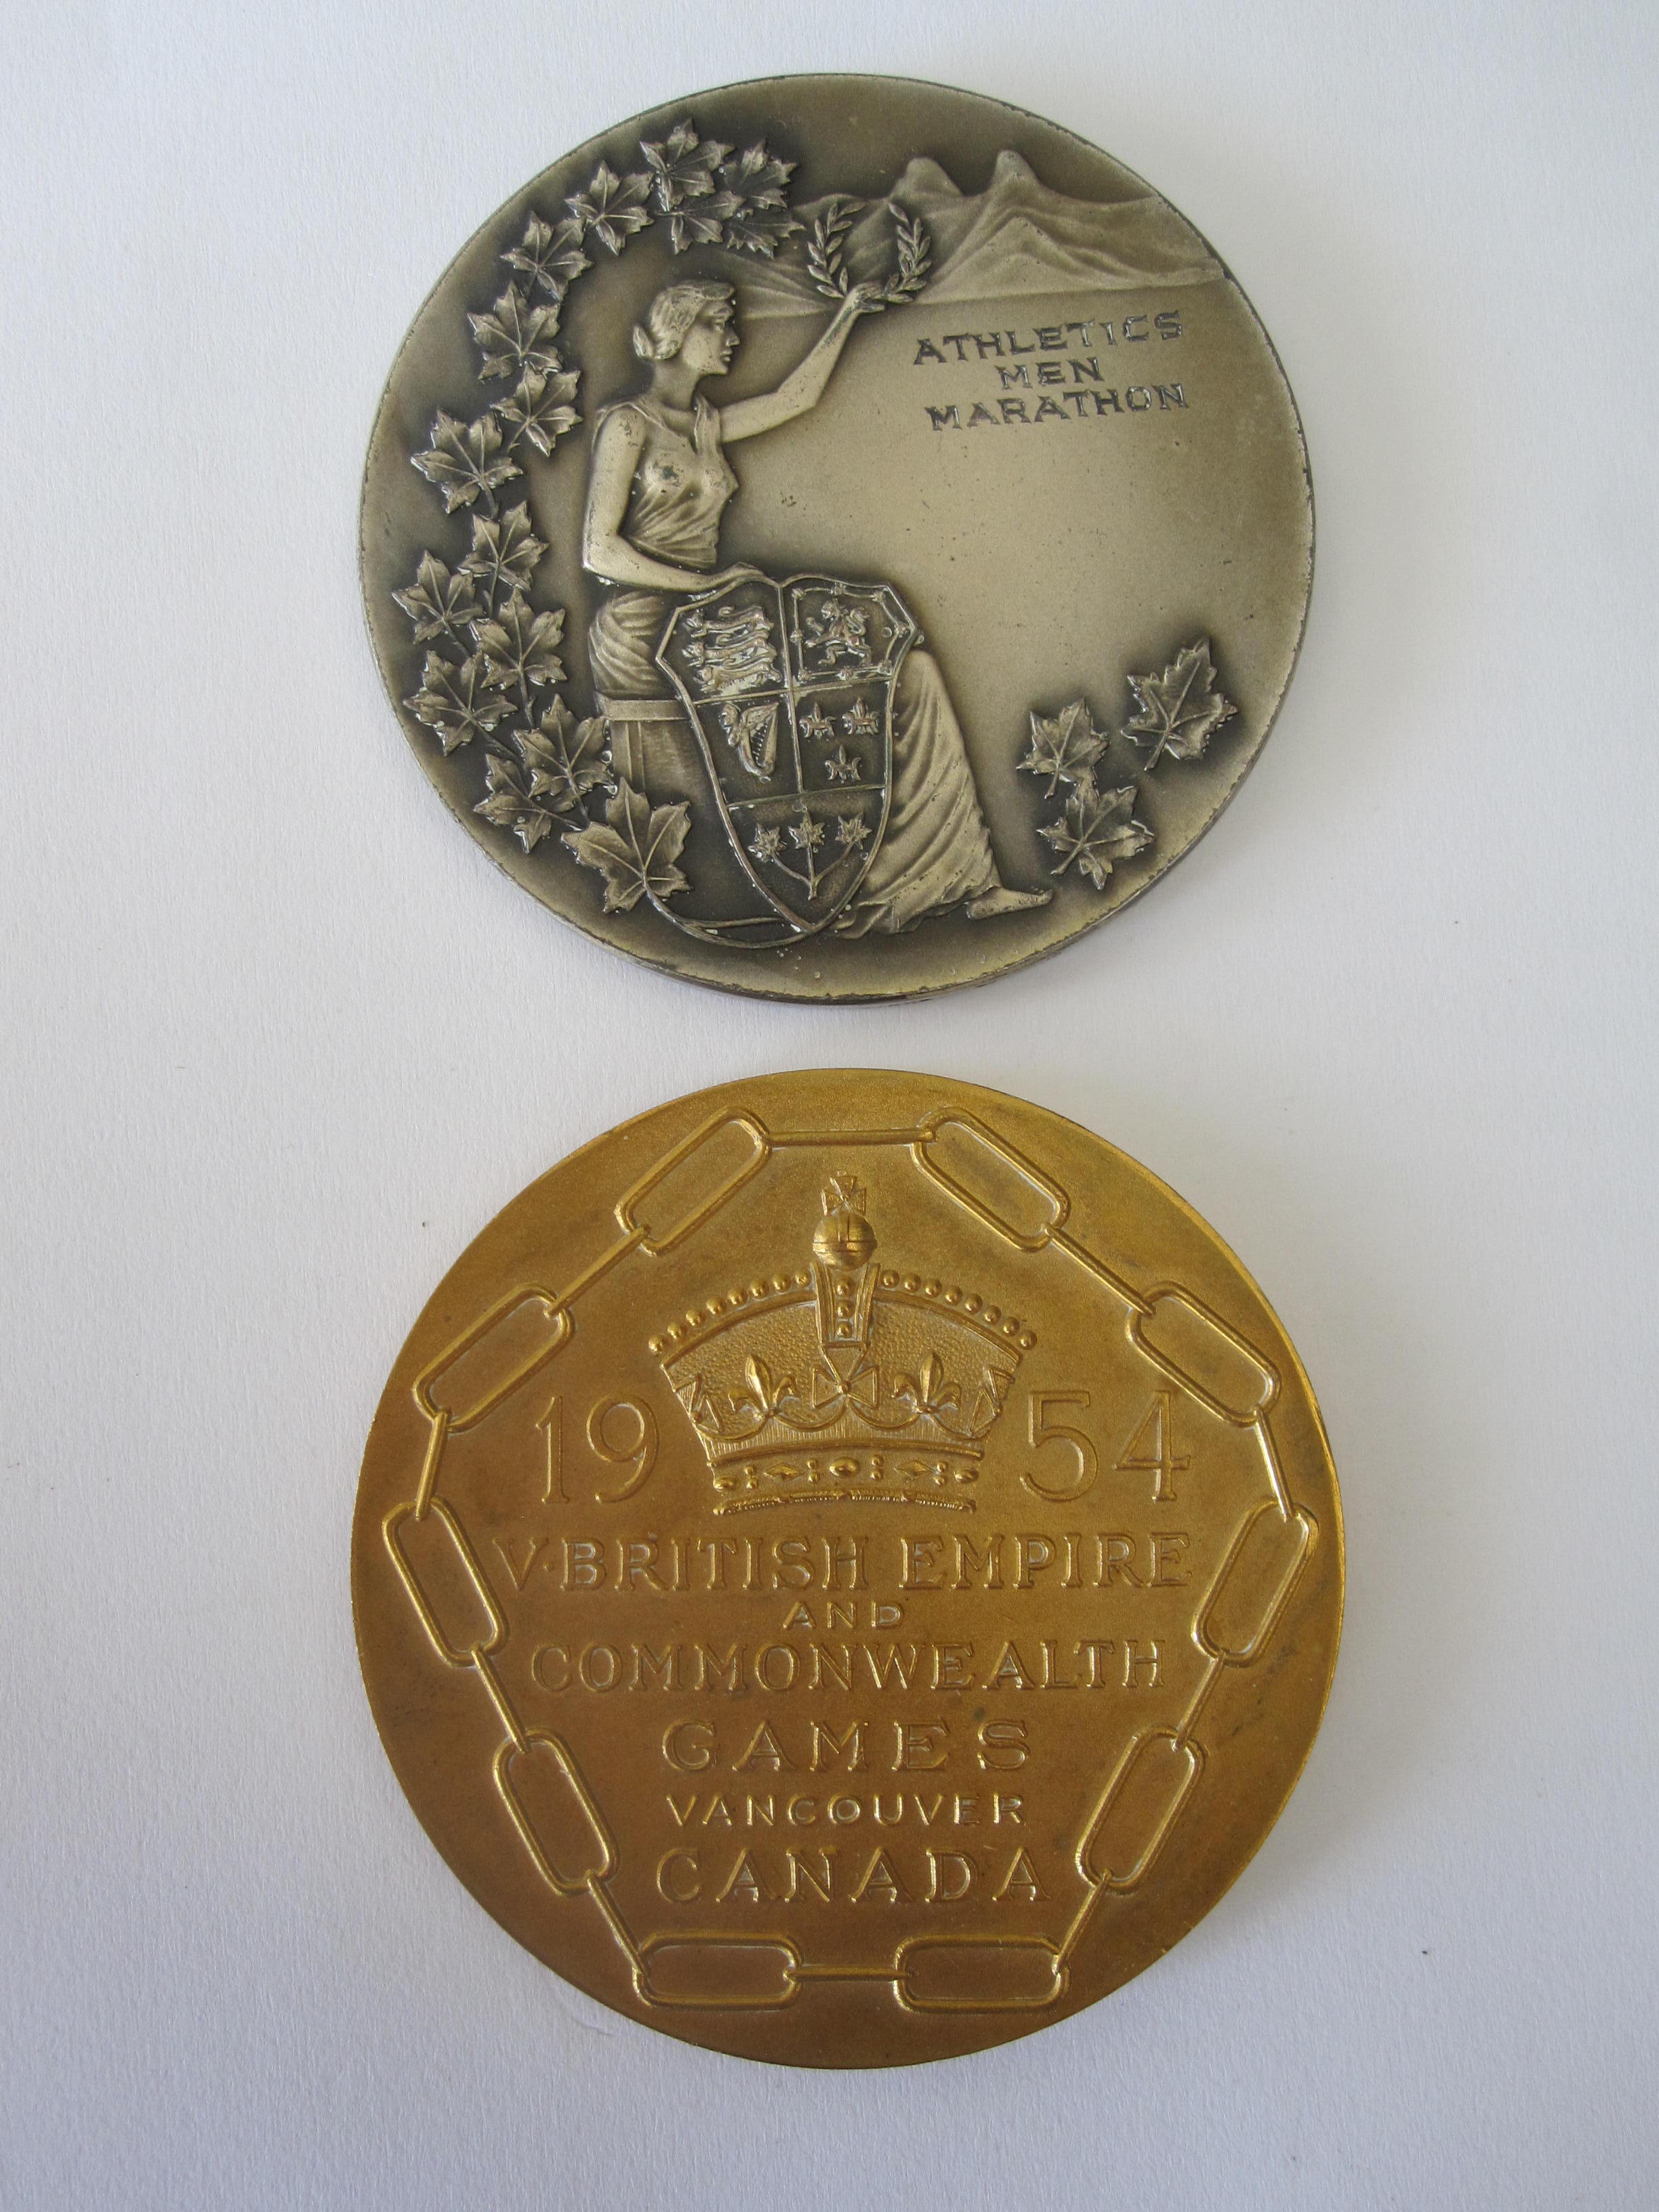 ATHLETICS
MEN
MARATHON
19 54
V·BRITISH EMPIRE
AND
COMMONWEALTH
GAMES
VANCOUVER
CANADA